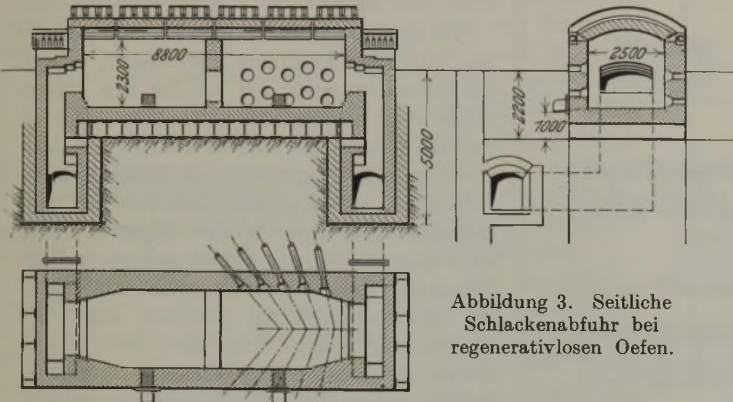 8800
2300
5000
2500
2200
1000
Abbildung 3. Seitliche
Schlackenabfuhr bei
regenerativlosen Oefen.